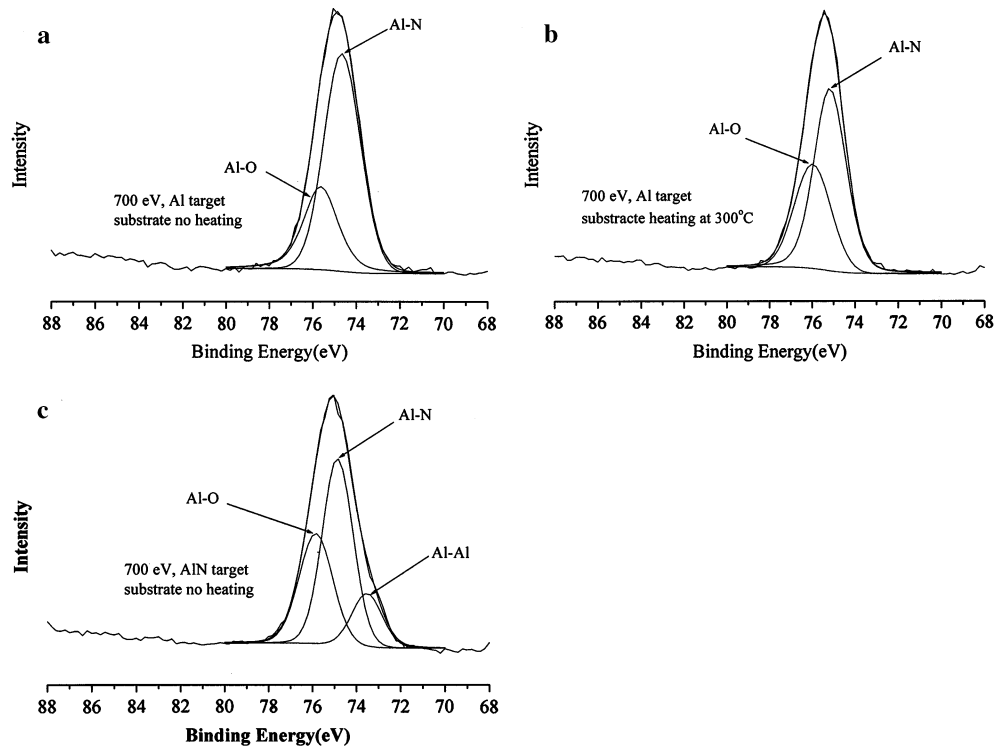 a
Al-N
Al-O
700 eV, Al target
substrate no heating
Intensity
88 86 84 82 80 78 76 74 72 70 68
Binding Energy(eV)
b
Al-N
Al-O
700 eV, Al target
substracte heating at 300°C
Intensity
88 86 84 82 80 78 76 74 72 70 68
Binding Energy(eV)
c
Al-N
Al-O
Al-Al
700 eV, AlN target
substrate no heating
Intensity
88 86 84 82 80 78 76 74 72 70 68
Binding Energy(eV)